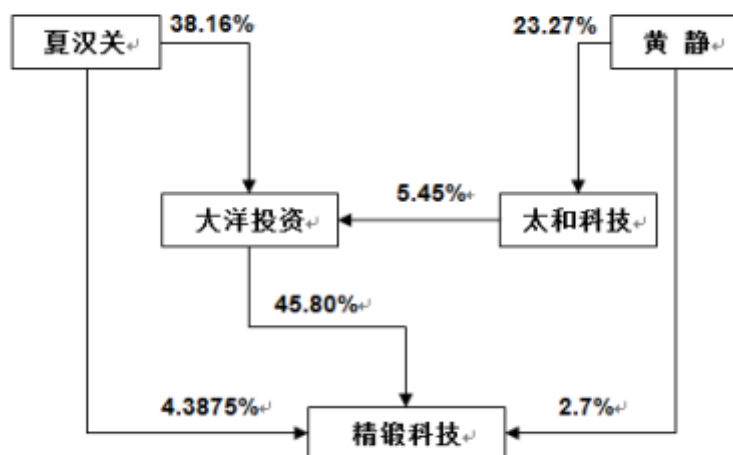 38.16%
23.27%
夏汉关
黄 静
5.45%
大洋投资
太和科技
45.80%
4.3875%
2.7%
精锻科技